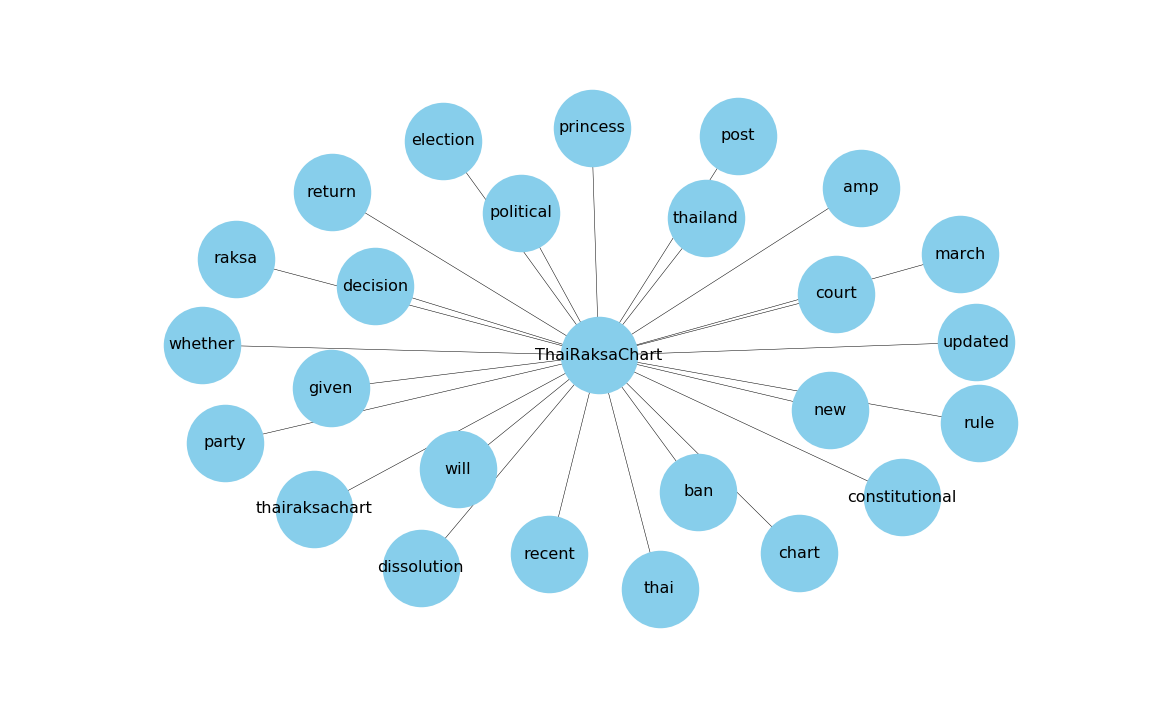 princess
post
election
amp
return
political
thailand
march
raksa
decision
court
whether
updated
ThaiRaksaChart
given
new
rule
party
will
ban
constitutional
thairaksachart
recent
chart
dissolution
thai